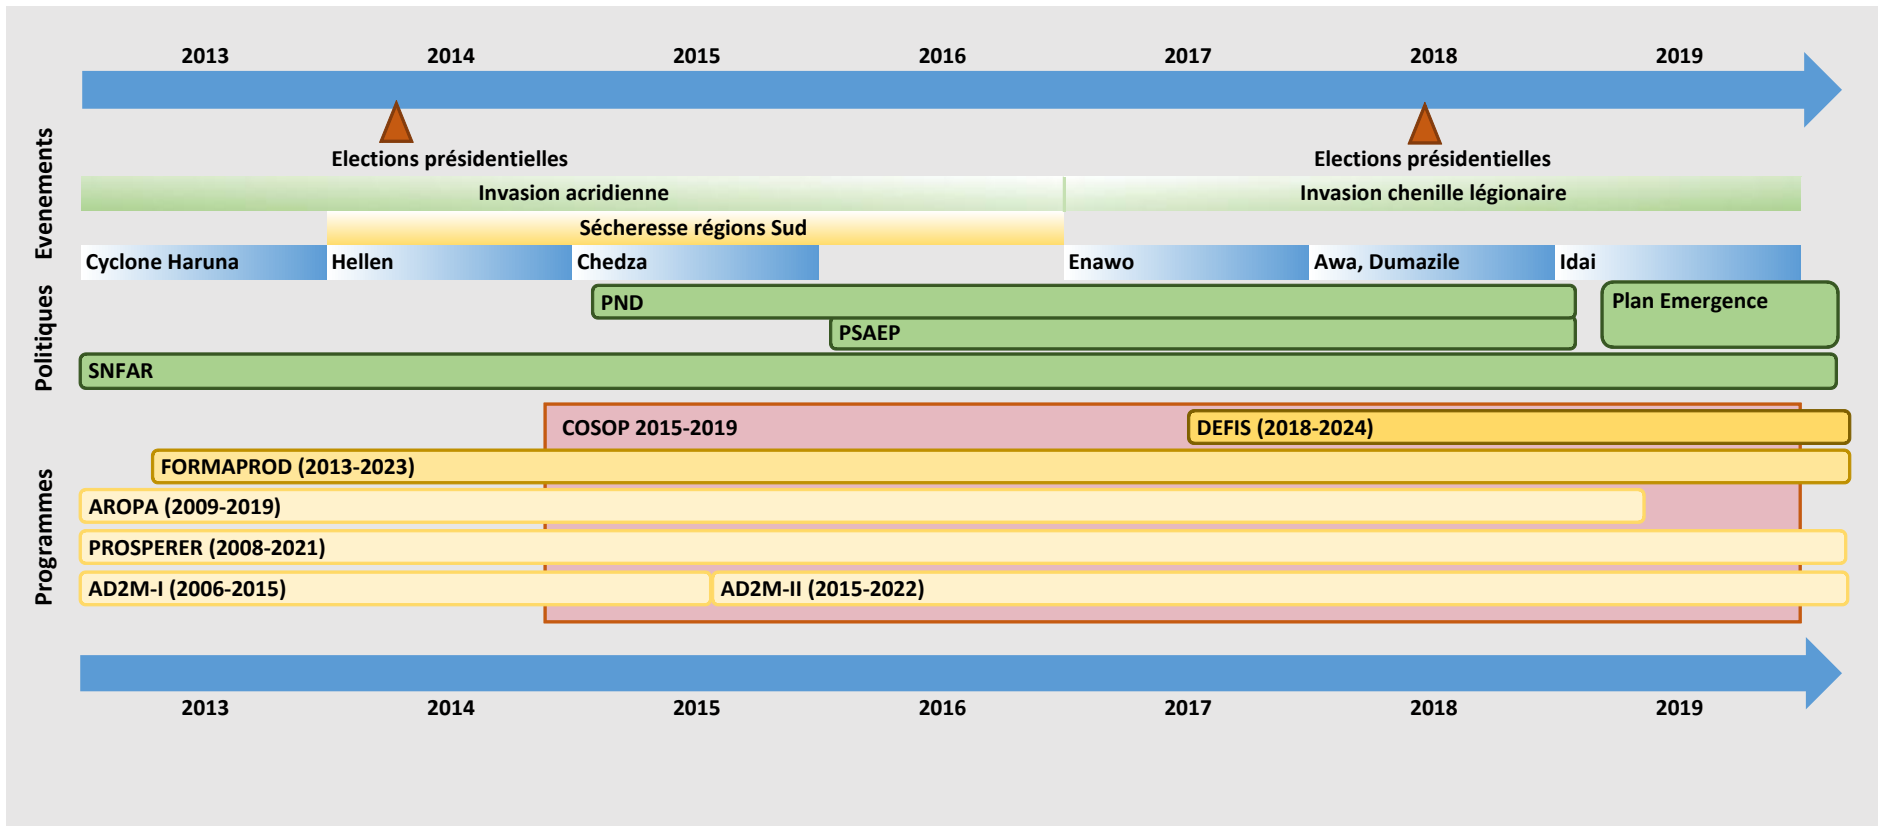 2013
2014
2015
2016
2017
2018
2019
Evenements
Elections présidentielles
Elections présidentielles
Invasion acridienne
Invasion chenille légionaire
Sécheresse régions Sud
Cyclone Haruna
Hellen
Chedza
Enawo
Awa, Dumazile
Idai
Politiques
PND
Plan Emergence
PSAEP
SNFAR
Programmes
COSOP 2015-2019
DEFIS (2018-2024)
FORMAPROD (2013-2023)
AROPA (2009-2019)
PROSPERER (2008-2021)
AD2M-I (2006-2015)
AD2M-II (2015-2022)
2013
2014
2015
2016
2017
2018
2019